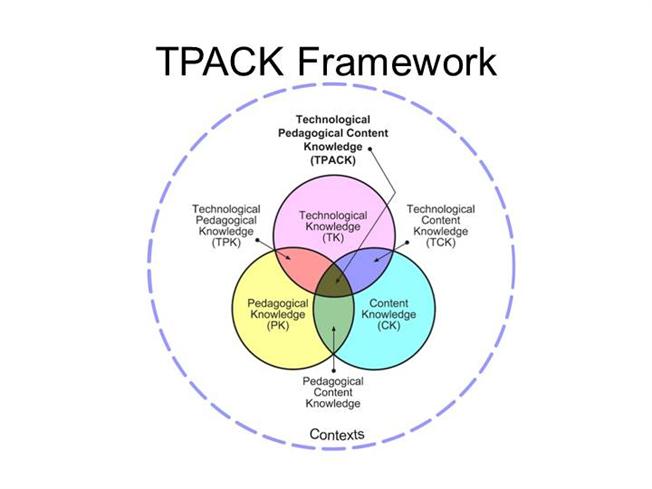 TPACK Framework
Technological
Pedagogical Content
Knowledge
(TPACK)
Technological
Pedagogical
Knowledge
(TPK)
Technological
Knowledge
(TK)
Technological
Content
Knowledge
(TCK)
Pedagogical
Knowledge
(PK)
Content
Knowledge
(CK)
Pedagogical
Content
Knowledge
Contexts